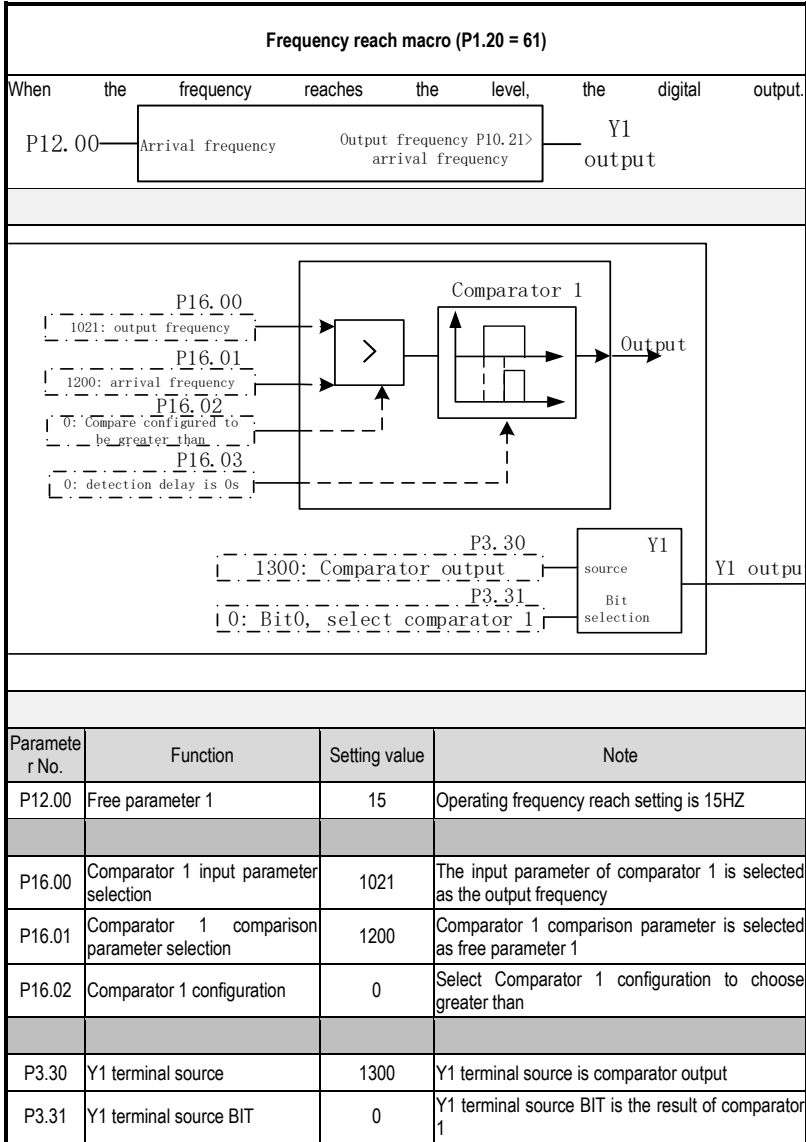 Frequency reach macro (P1.20 = 61)
When the frequency reaches the level, the digital output.
P12.00
Arrival frequency
Output frequency P10.21>
arrival frequency
Y1
output
P16.00
1021: output frequency
P16.01
1200: arrival frequency
P16.02
0: Compare configured to
be greater than
P16.03
0: detection delay is 0s
>
Comparator 1
Output
P3.30
1300: Comparator output
P3.31
0: Bit0, select comparator 1
Y1
source
Bit
selection
Y1 outpu
Paramete
r No.
Function
Setting value
Note
P12.00
Free parameter 1
15
Operating frequency reach setting is 15HZ
P16.00
Comparator 1 input parameter
selection
1021
The input parameter of comparator 1 is selected
as the output frequency
P16.01
Comparator 1 comparison
parameter selection
1200
Comparator 1 comparison parameter is selected
as free parameter 1
P16.02
Comparator 1 configuration
0
Select Comparator 1 configuration to choose
greater than
P3.30
Y1 terminal source
1300
Y1 terminal source is comparator output
P3.31
Y1 terminal source BIT
0
Y1 terminal source BIT is the result of comparator
1